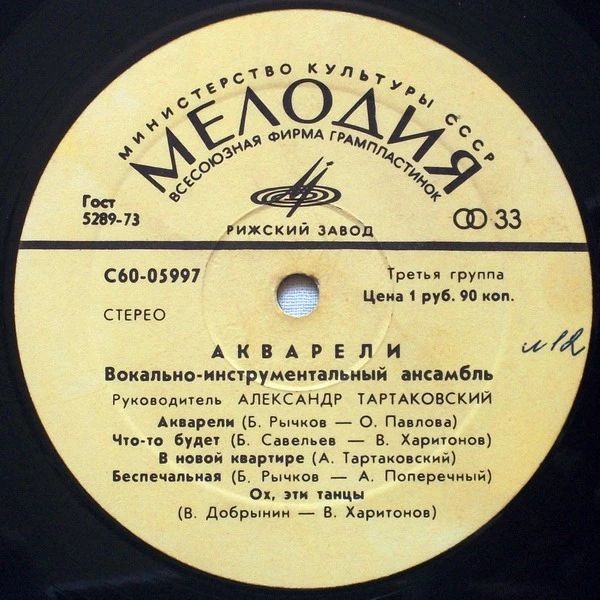 МИНИСТЕРСТВО КУЛЬТУРЫ СССР
МЕЛОДИЯ
ВСЕСОЮЗНАЯ ФИРМА ГРАМПЛАСТИНОК
Гост
5289-73
РИЖСКИЙ ЗАВОД
33
С60-05997
Третья группа
Цена 1 руб. 90 коп.
СТЕРЕО
АКВАРЕЛИ
Вокально-инструментальный ансамбль
Руководитель АЛЕКСАНДР ТАРТАКОВСКИЙ
Акварели (Б. Рычков — О. Павлова)
Что-то будет (Б. Савельев — В. Харитонов)
В новой квартире (А. Тартаковский)
Беспечальная (Б. Рычков — А. Поперечный)
Ох, эти танцы
(В. Добрынин — В. Харитонов)